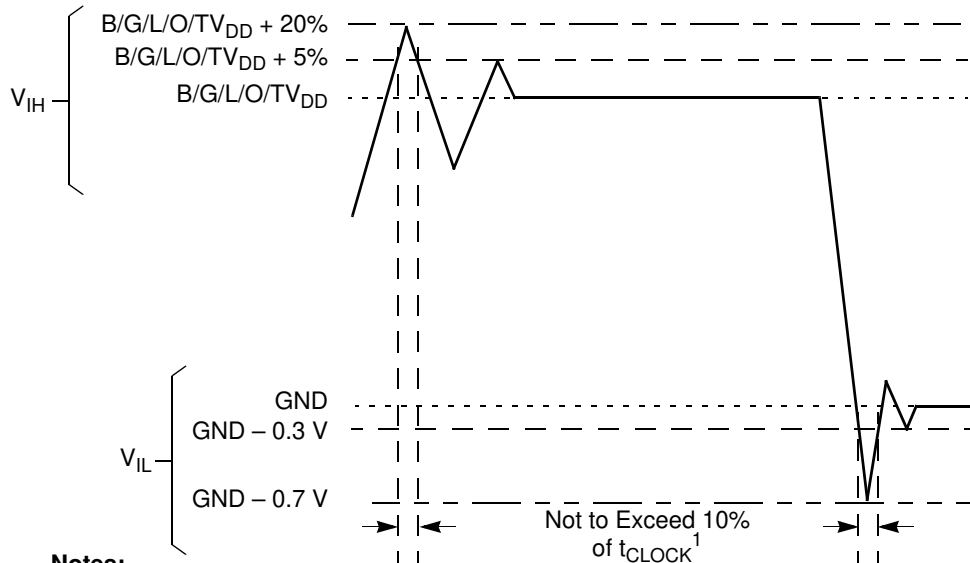 B/G/L/O/TV_DD + 20%
B/G/L/O/TV_DD + 5%
B/G/L/O/TV_DD
V_IH
GND
GND – 0.3 V
V_IL
GND – 0.7 V
Not to Exceed 10%
of t_CLOCK^1
Notes: